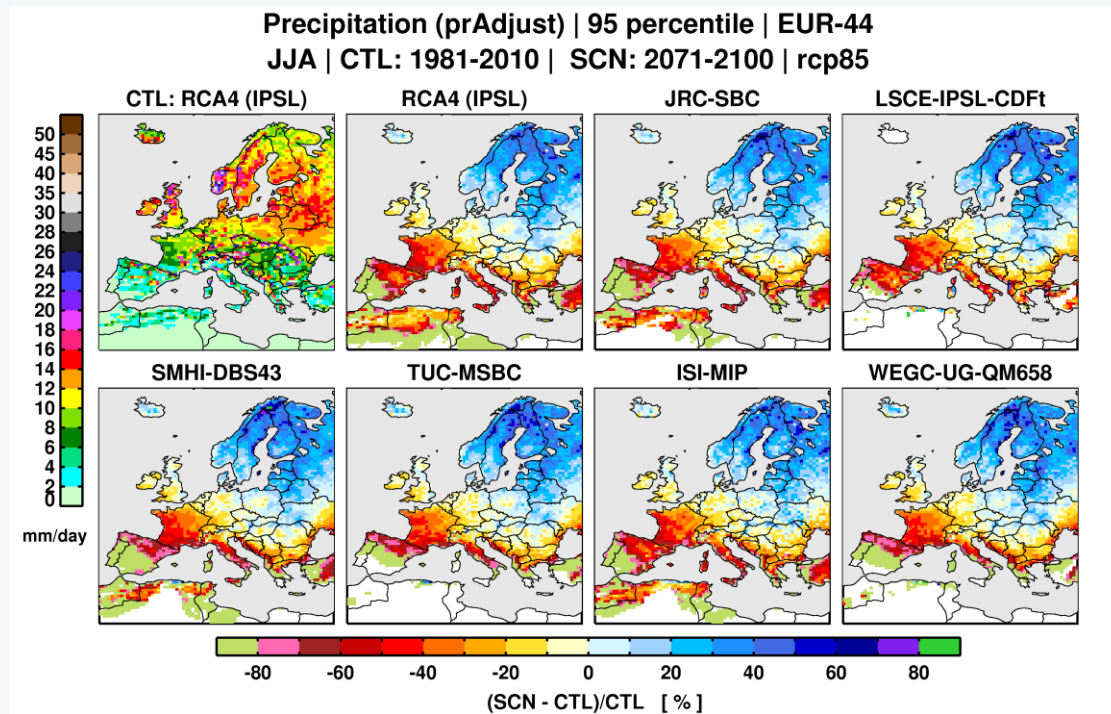 Precipitation (prAdjust) | 95 percentile | EUR-44
JJA | CTL: 1981-2010 | SCN: 2071-2100 | rcp85
CTL: RCA4 (IPSL)
RCA4 (IPSL)
JRC-SBC
LSCE-IPSL-CDFt
50
45
40
35
30
28
26
24
22
20
18
16
14
12
10
8
6
4
2
0
mm/day
SMHI-DBS43
TUC-MSBC
ISI-MIP
WEGC-UG-QM658
-80 -60 -40 -20 0 20 40 60 80
(SCN - CTL)/CTL [ % ]